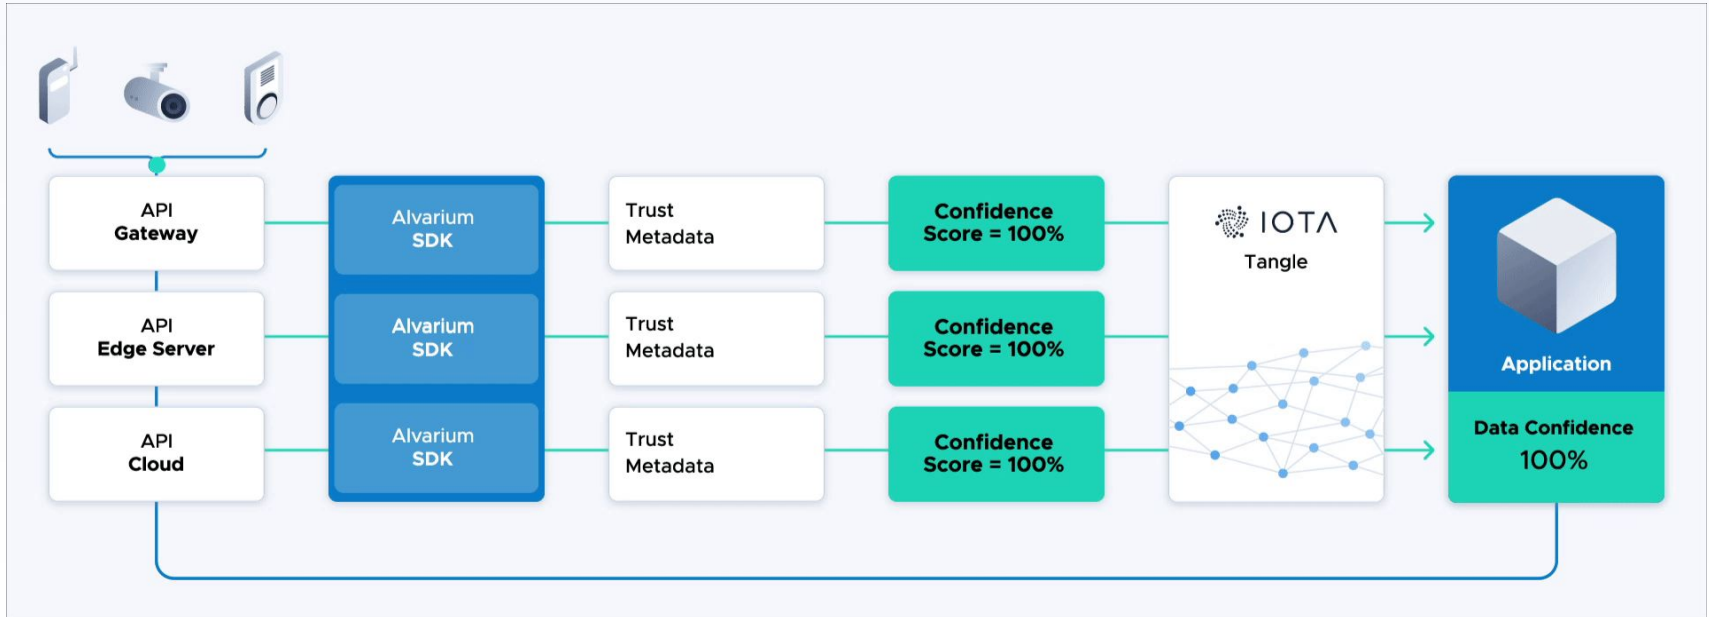 API
Gateway
Alvarium
SDK
Trust
Metadata
Confidence
Score = 100%
IOTA
Tangle
API
Edge Server
Alvarium
SDK
Trust
Metadata
Confidence
Score = 100%
Application
API
Cloud
Alvarium
SDK
Trust
Metadata
Confidence
Score = 100%
Data Confidence
100%